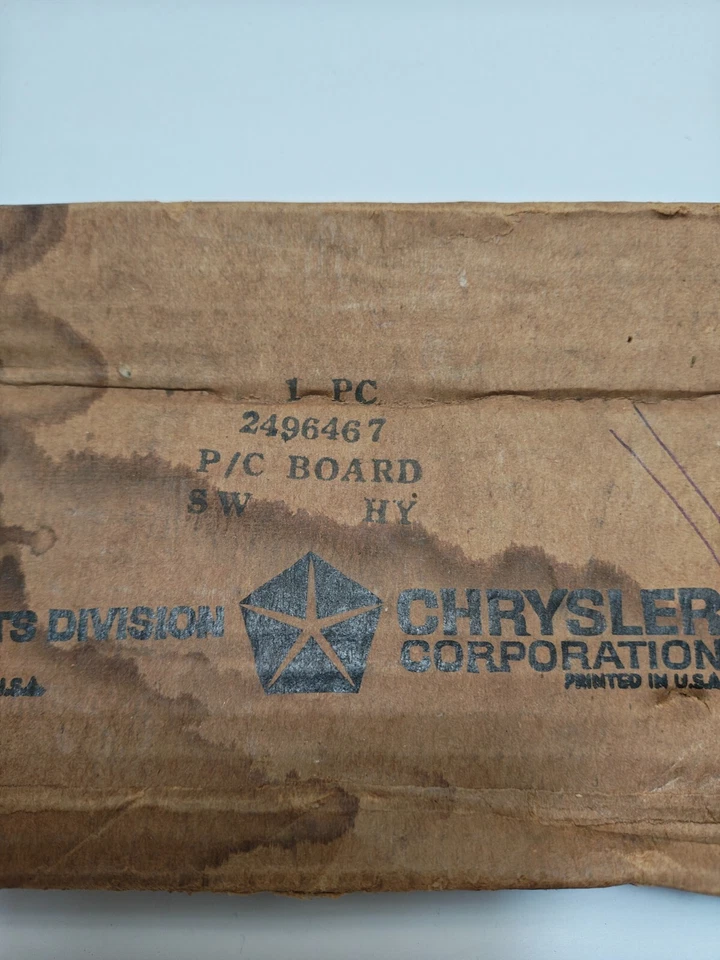 1 PC
2496467
P/C BOARD
SW HY
TS DIVISION
U.S.A.
CHRYSLER
CORPORATION
PRINTED IN U.S.A